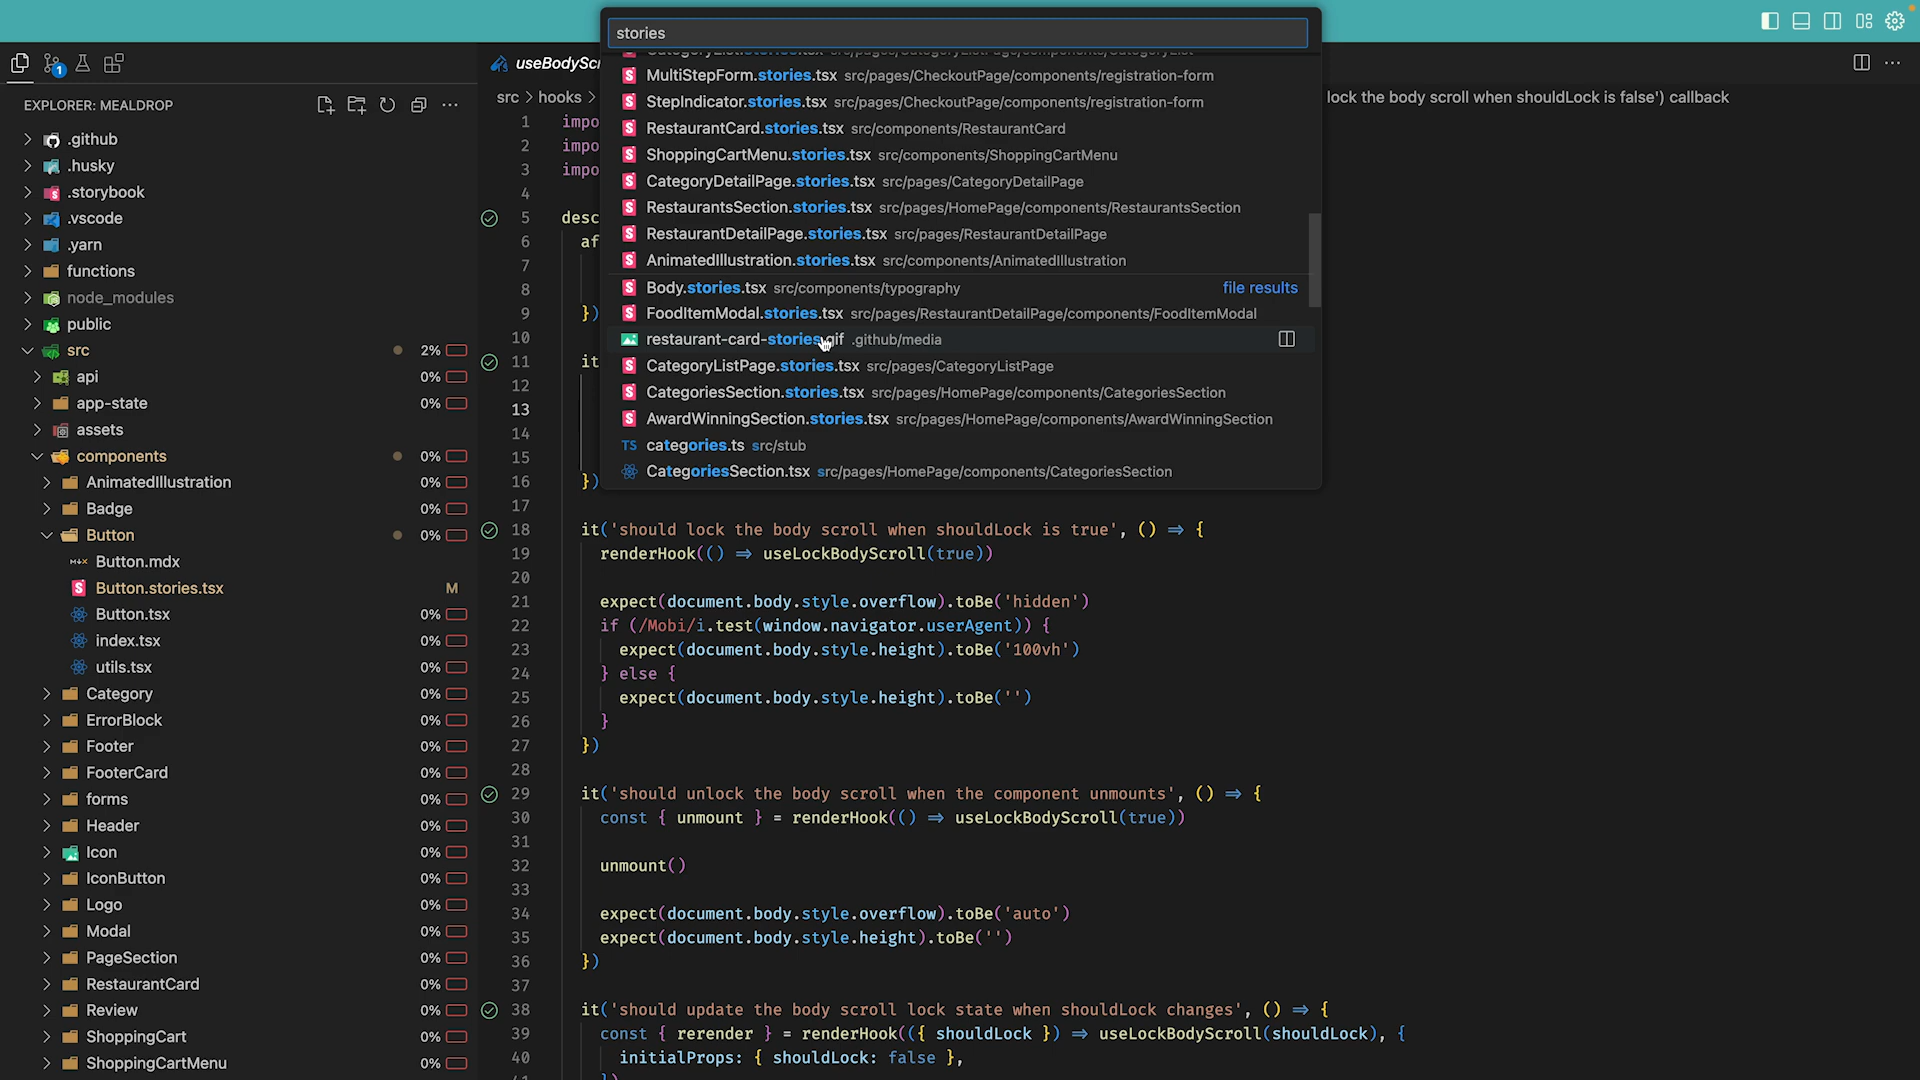 stories
MultiStepForm.stories.tsx src/pages/CheckoutPage/components/registration-form
StepIndicator.stories.tsx src/pages/CheckoutPage/components/registration-form
RestaurantCard.stories.tsx src/components/RestaurantCard
ShoppingCartMenu.stories.tsx src/components/ShoppingCartMenu
CategoryDetailPage.stories.tsx src/pages/CategoryDetailPage
RestaurantsSection.stories.tsx src/pages/HomePage/components/RestaurantsSection
RestaurantDetailPage.stories.tsx src/pages/RestaurantDetailPage
AnimatedIllustration.stories.tsx src/components/AnimatedIllustration
Body.stories.tsx src/components/typography file results
FoodItemModal.stories.tsx src/pages/RestaurantDetailPage/components/FoodItemModal
restaurant-card-stories.gif .github/media
CategoryListPage.stories.tsx src/pages/CategoryListPage
CategoriesSection.stories.tsx src/pages/HomePage/components/CategoriesSection
AwardWinningSection.stories.tsx src/pages/HomePage/components/AwardWinningSection
TS categories.ts src/stub
CategoriesSection.tsx src/pages/HomePage/components/CategoriesSection
1
EXPLORER: MEALDROP
.github
.husky
.storybook
.vscode
.yarn
functions
node_modules
public
src 2%
api 0%
app-state 0%
assets
components 0%
AnimatedIllustration 0%
Badge 0%
Button 0%
Button.mdx
Button.stories.tsx M
Button.tsx 0%
index.tsx 0%
utils.tsx 0%
Category 0%
ErrorBlock 0%
Footer 0%
FooterCard 0%
forms 0%
Header 0%
Icon 0%
IconButton 0%
Logo 0%
Modal 0%
PageSection 0%
RestaurantCard 0%
Review 0%
ShoppingCart 0%
ShoppingCartMenu 0%
useBodyScr
src > hooks > lock the body scroll when shouldLock is false') callback
1 impo
2 impo
3 impo
4
5 desc
6 af
7
8
9 })
10
11 it
12
13
14
15
16 })
17
18 it('should lock the body scroll when shouldLock is true', () => {
19 renderHook(() => useLockBodyScroll(true))
20
21 expect(document.body.style.overflow).toBe('hidden')
22 if (/Mobi/i.test(window.navigator.userAgent)) {
23 expect(document.body.style.height).toBe('100vh')
24 } else {
25 expect(document.body.style.height).toBe('')
26 }
27 })
28
29 it('should unlock the body scroll when the component unmounts', () => {
30 const { unmount } = renderHook(() => useLockBodyScroll(true))
31
32 unmount()
33
34 expect(document.body.style.overflow).toBe('auto')
35 expect(document.body.style.height).toBe('')
36 })
37
38 it('should update the body scroll lock state when shouldLock changes', () => {
39 const { rerender } = renderHook(({ shouldLock }) => useLockBodyScroll(shouldLock), {
40 initialProps: { shouldLock: false },